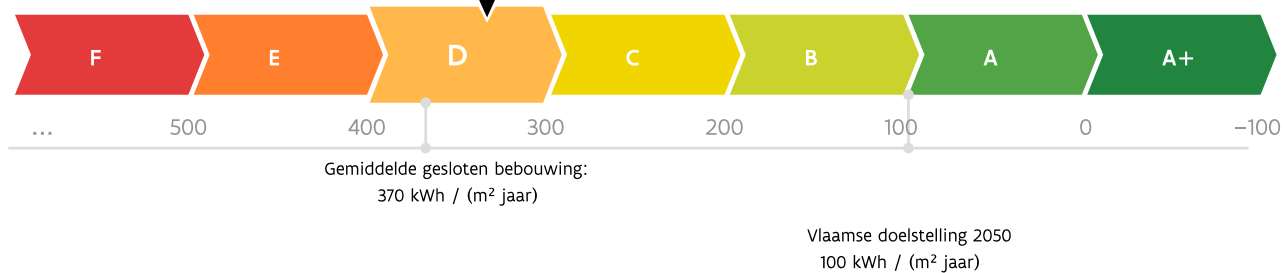 F E D C B A A+
... 500 400 300 200 100 0 –100
Gemiddelde gesloten bebouwing:
370 kWh / (m² jaar)
Vlaamse doelstelling 2050
100 kWh / (m² jaar)